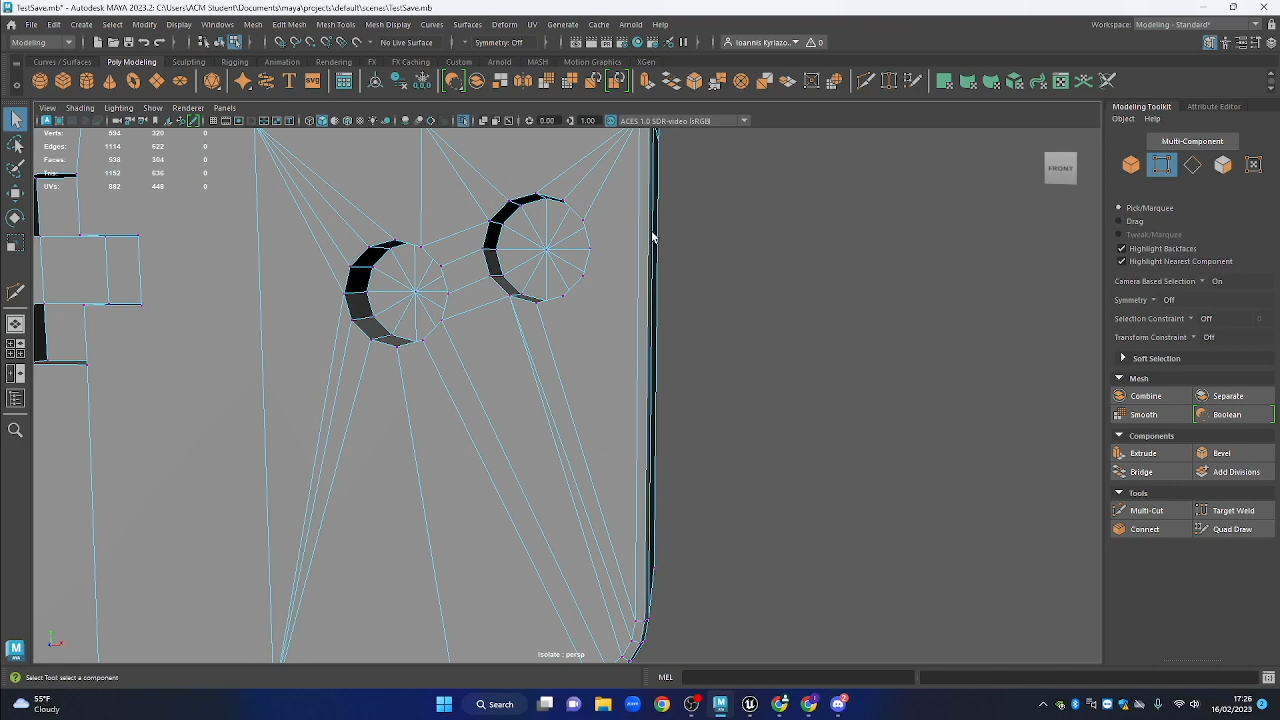 TestSave.mb* - Autodesk MAYA 2023.2: C:\Users\ACM Student\Documents\maya\projects\default\scenes\TestSave.mb
File Edit Create Select Modify Display Windows Mesh Edit Mesh Mesh Tools Mesh Display Curves Surfaces Deform UV Generate Cache Arnold Help
Workspace: Modeling - Standard*
Modeling
No Live Surface
Symmetry: Off
Ioannis Kyriazo...
0
Curves / Surfaces Poly Modeling Sculpting Rigging Animation Rendering FX FX Caching Custom Arnold MASH Motion Graphics XGen
View Shading Lighting Show Renderer Panels
0.00 1.00 ACES 1.0 SDR-video (sRGB)
Verts: 594 320 0
Edges: 1114 622 0
Faces: 538 304 0
Tris: 1152 636 0
UVs: 882 448 0
FRONT
Isolate : persp
Modeling Toolkit Attribute Editor
Object Help
Multi-Component
Pick/Marquee
Drag
Tweak/Marquee
Highlight Backfaces
Highlight Nearest Component
Camera Based Selection On
Symmetry Off
Selection Constraint Off 0
Transform Constraint Off
Soft Selection
Mesh
Combine Separate
Smooth Boolean
Components
Extrude Bevel
Bridge Add Divisions
Tools
Multi-Cut Target Weld
Connect Quad Draw
Select Tool: select a component
MEL
55°F
Cloudy
Search
zoom
2
17:26
16/02/2023